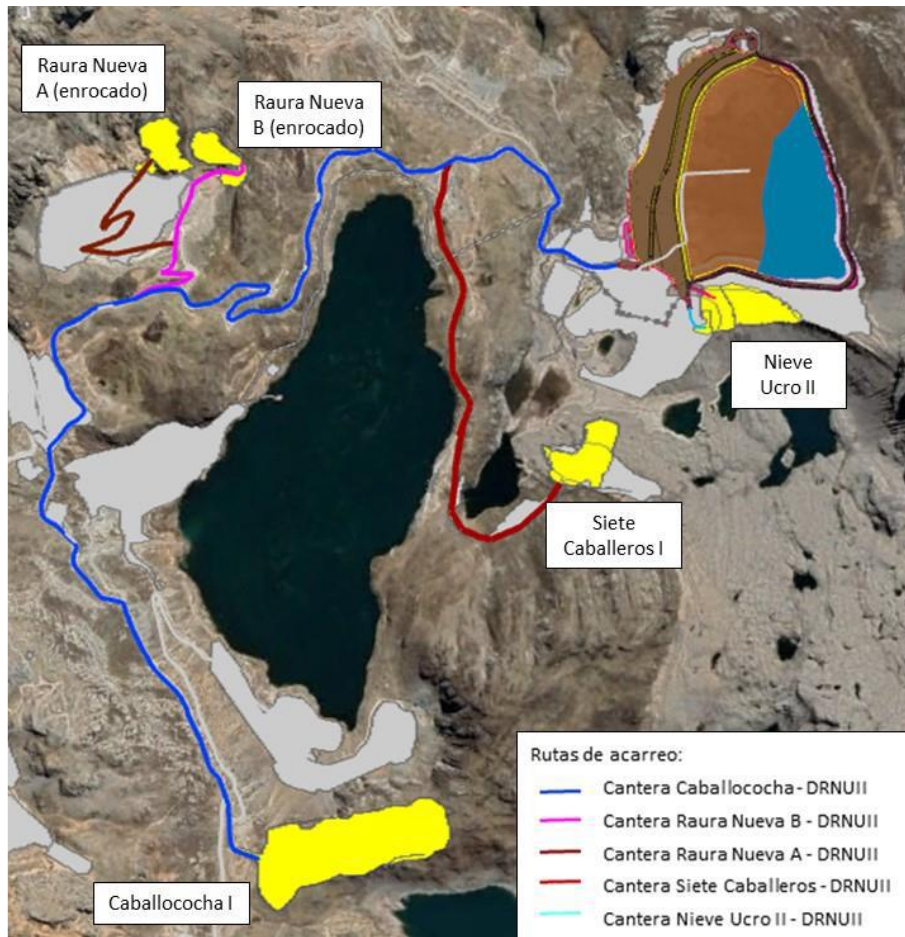 Raura Nueva
A (enrocado)
Raura Nueva
B (enrocado)
Nieve
Ucro II
Siete
Caballeros I
Caballococha I
Rutas de acarreo:
Cantera Caballococha - DRNUII
Cantera Raura Nueva B - DRNUII
Cantera Raura Nueva A - DRNUII
Cantera Siete Caballeros - DRNUII
Cantera Nieve Ucro II - DRNUII